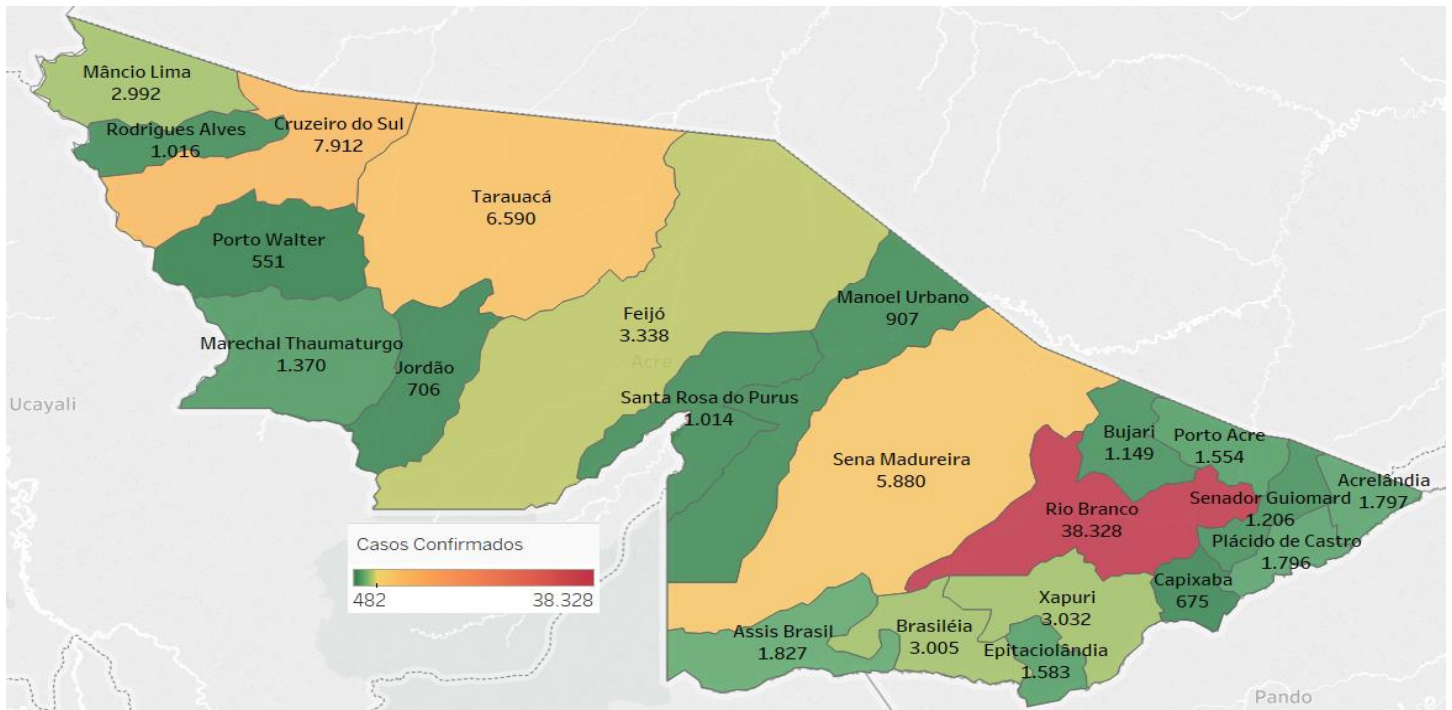 Mâncio Lima
2.992
Rodrigues Alves
1.016
Cruzeiro do Sul
7.912
Tarauacá
6.590
Porto Walter
551
Marechal Thaumaturgo
1.370
Jordão
706
Feijó
3.338
Acre
Manoel Urbano
907
Santa Rosa do Purus
1.014
Ucayali
Sena Madureira
5.880
Bujari
1.149
Porto Acre
1.554
Acrelândia
1.797
Senador Guiomard
1.206
Rio Branco
38.328
Plácido de Castro
1.796
Capixaba
675
Xapuri
3.032
Assis Brasil
1.827
Brasiléia
3.005
Epitaciolândia
1.583
Casos Confirmados
482 38.328
Pando